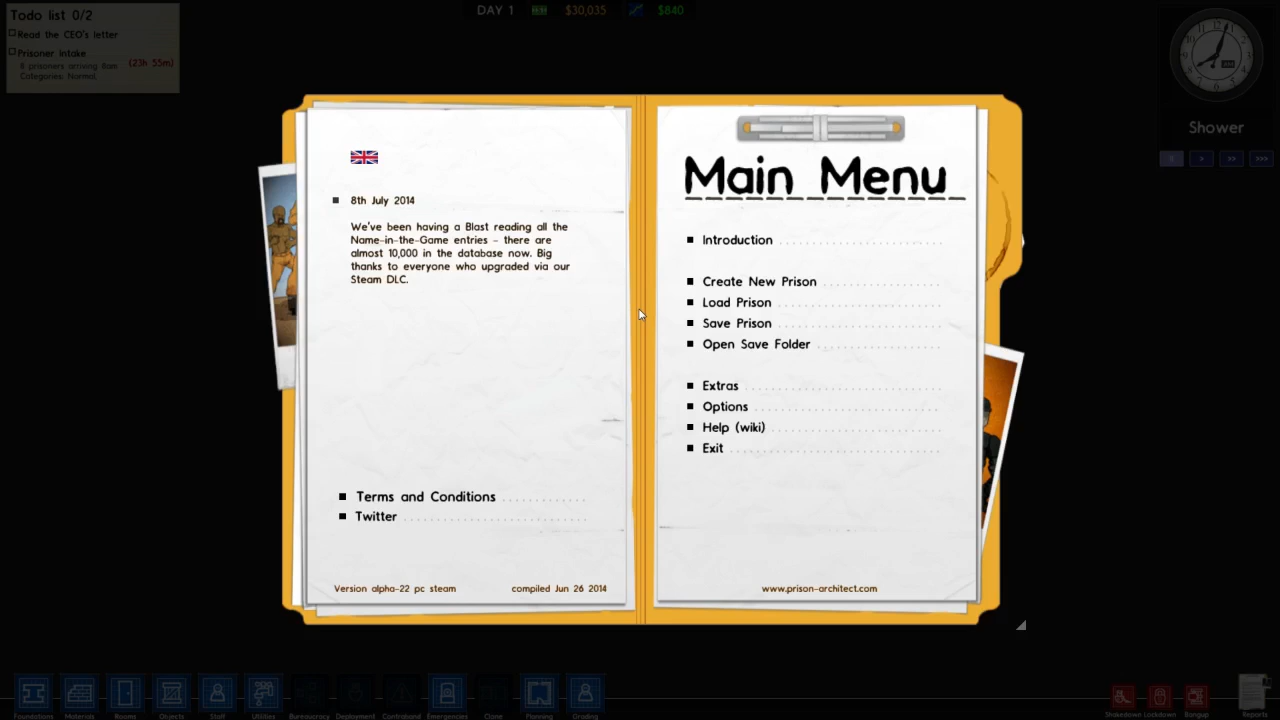 Todo list 0/2
Read the CEO's letter
Prisoner Intake
8 prisoners arriving 8am
(23h 55m)
Categories: Normal,
DAY 1 $30,035 $840
Shower
8th July 2014
We've been having a Blast reading all the
Name-in-the-Game entries - there are
almost 10,000 in the database now. Big
thanks to everyone who upgraded via our
Steam DLC.
Terms and Conditions
Twitter
Version alpha-22 pc steam compiled Jun 26 2014
Main Menu
Introduction
Create New Prison
Load Prison
Save Prison
Open Save Folder
Extras
Options
Help (wiki)
Exit
www.prison-architect.com
Foundations Materials Rooms Objects Staff Utilities Bureaucracy Deployment Contraband Emergencies Clone Planning Grading
Shakedown Lockdown Bangup Reports